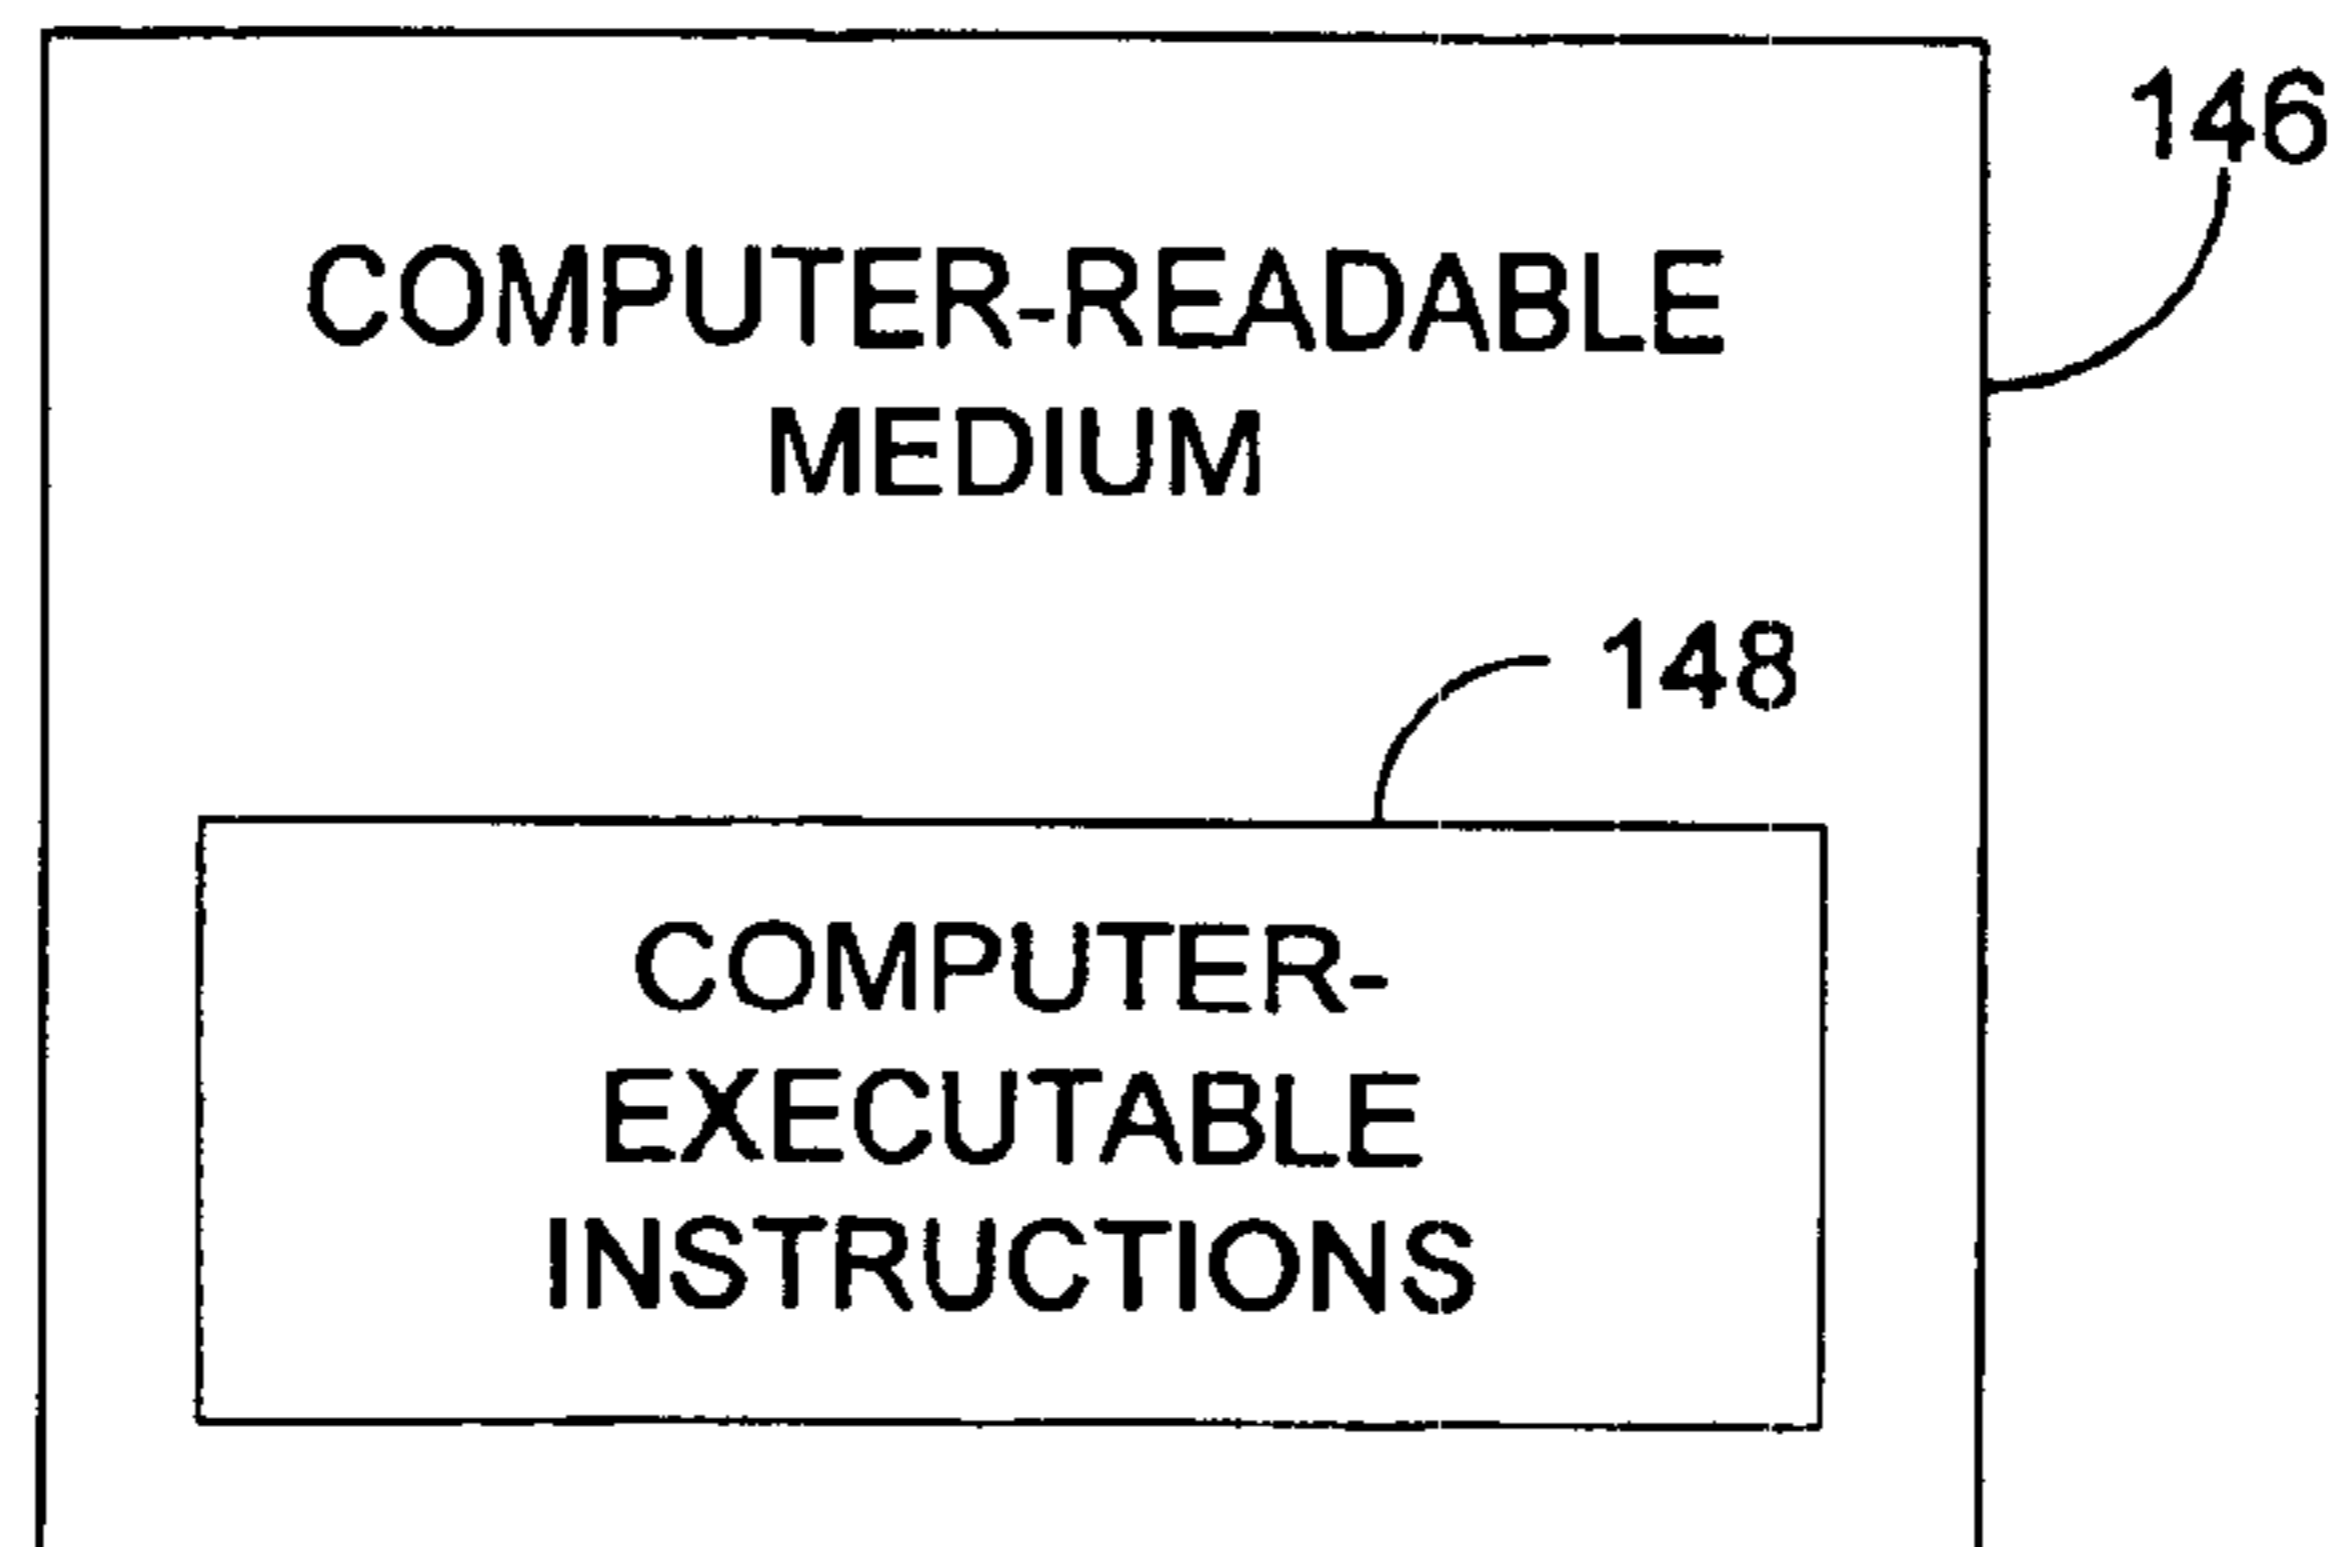 146
COMPUTER-READABLE
MEDIUM
148
COMPUTER-
EXECUTABLE
INSTRUCTIONS